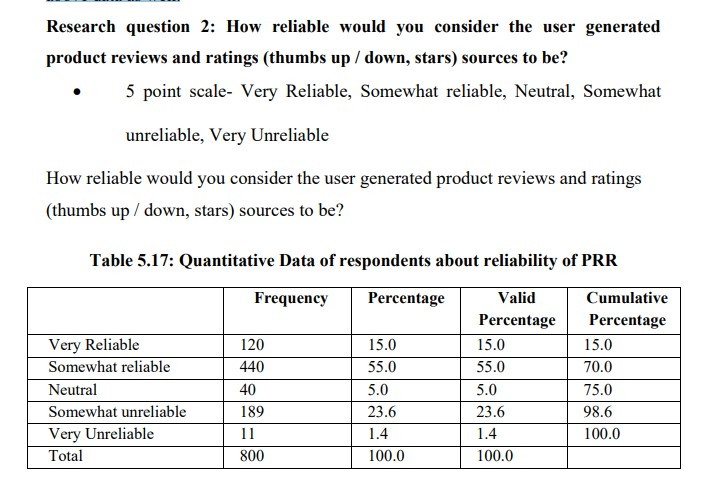 Research question 2: How reliable would you consider the user generated
product reviews and ratings (thumbs up / down, stars) sources to be?
• 5 point scale- Very Reliable, Somewhat reliable, Neutral, Somewhat
unreliable, Very Unreliable
How reliable would you consider the user generated product reviews and ratings
(thumbs up / down, stars) sources to be?
Table 5.17: Quantitative Data of respondents about reliability of PRR
Frequency Percentage Valid Percentage Cumulative Percentage
Very Reliable 120 15.0 15.0 15.0
Somewhat reliable 440 55.0 55.0 70.0
Neutral 40 5.0 5.0 75.0
Somewhat unreliable 189 23.6 23.6 98.6
Very Unreliable 11 1.4 1.4 100.0
Total 800 100.0 100.0